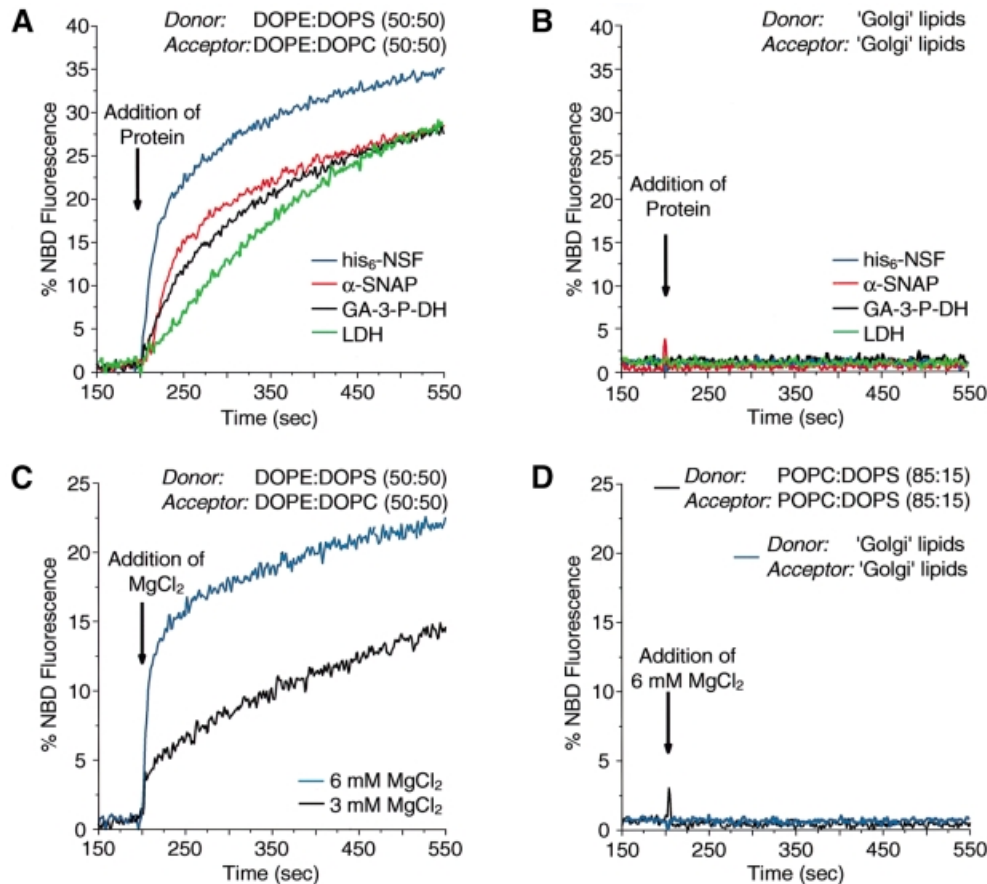 A
Donor: DOPE:DOPS (50:50)
Acceptor: DOPE:DOPC (50:50)
% NBD Fluorescence
40
35
30
25
20
15
10
5
0
Addition of
Protein
his₆-NSF
α-SNAP
GA-3-P-DH
LDH
150 250 350 450 550
Time (sec)
B
Donor: 'Golgi' lipids
Acceptor: 'Golgi' lipids
% NBD Fluorescence
40
35
30
25
20
15
10
5
0
Addition of
Protein
his₆-NSF
α-SNAP
GA-3-P-DH
LDH
150 250 350 450 550
Time (sec)
C
Donor: DOPE:DOPS (50:50)
Acceptor: DOPE:DOPC (50:50)
% NBD Fluorescence
25
20
15
10
5
0
Addition of
MgCl₂
6 mM MgCl₂
3 mM MgCl₂
150 250 350 450 550
Time (sec)
D
Donor: POPC:DOPS (85:15)
Acceptor: POPC:DOPS (85:15)
Donor: 'Golgi' lipids
Acceptor: 'Golgi' lipids
% NBD Fluorescence
25
20
15
10
5
0
Addition of
6 mM MgCl₂
150 250 350 450 550
Time (sec)